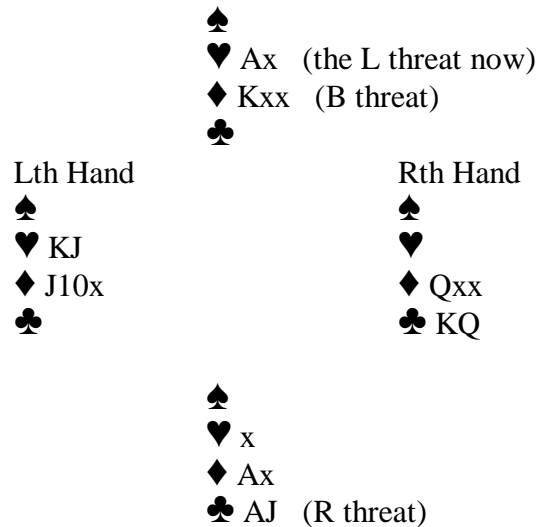 ♠
♥ Ax (the L threat now)
♦ Kxx (B threat)
♣
Lth Hand Rth Hand
♠ ♠
♥ KJ ♥
♦ J10x ♦ Qxx
♣ ♣ KQ
♠
♥ x
♦ Ax
♣ AJ (R threat)